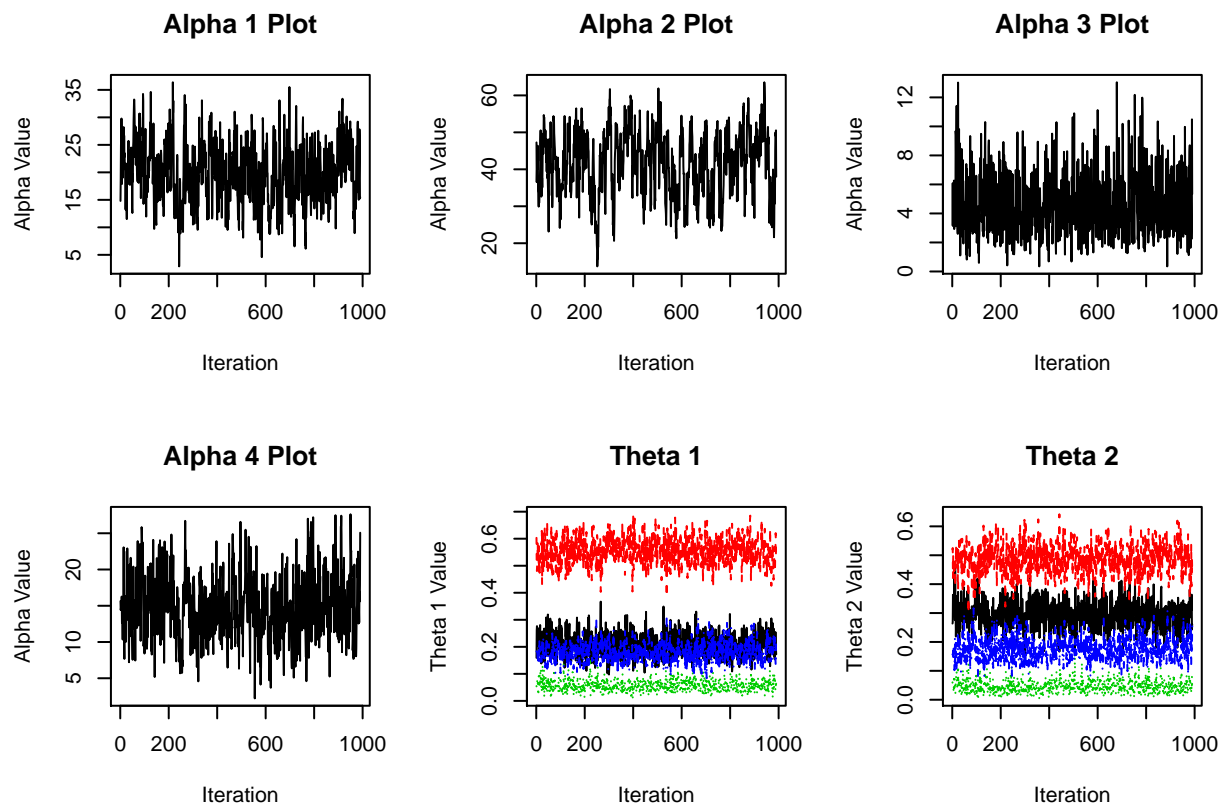 Alpha 1 Plot
Alpha Value
35
25
15
5
0 200 600 1000
Iteration
Alpha 2 Plot
Alpha Value
60
40
20
0 200 600 1000
Iteration
Alpha 3 Plot
Alpha Value
12
8
4
0
0 200 600 1000
Iteration
Alpha 4 Plot
Alpha Value
20
10
5
0 200 600 1000
Iteration
Theta 1
Theta 1 Value
0.6
0.4
0.2
0.0
0 200 600 1000
Iteration
Theta 2
Theta 2 Value
0.6
0.4
0.2
0.0
0 200 600 1000
Iteration